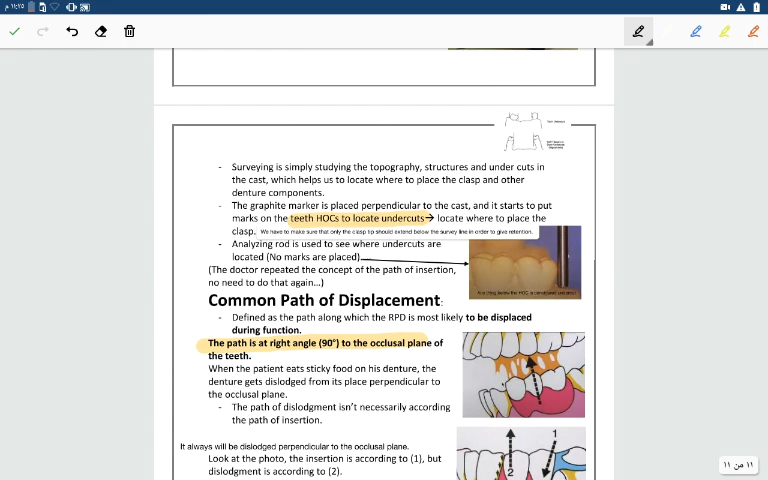 ١١:٢٥ م
- Surveying is simply studying the topography, structures and under cuts in
the cast, which helps us to locate where to place the clasp and other
denture components.
- The graphite marker is placed perpendicular to the cast, and it starts to put
marks on the teeth HOCs to locate undercuts→ locate where to place the
clasp. We have to make sure that only the clasp tip should extend below the survey line in order to give retention.
- Analyzing rod is used to see where undercuts are
located (No marks are placed).
(The doctor repeated the concept of the path of insertion,
no need to do that again...)
Common Path of Displacement:
- Defined as the path along which the RPD is most likely to be displaced
during function.
The path is at right angle (90°) to the occlusal plane of
the teeth.
When the patient eats sticky food on his denture, the
denture gets dislodged from its place perpendicular to
the occlusal plane.
- The path of dislodgment isn't necessarily according
the path of insertion.
It always will be dislodged perpendicular to the occlusal plane.
Look at the photo, the insertion is according to (1), but
dislodgment is according to (2).
1
2
١١ من ١١